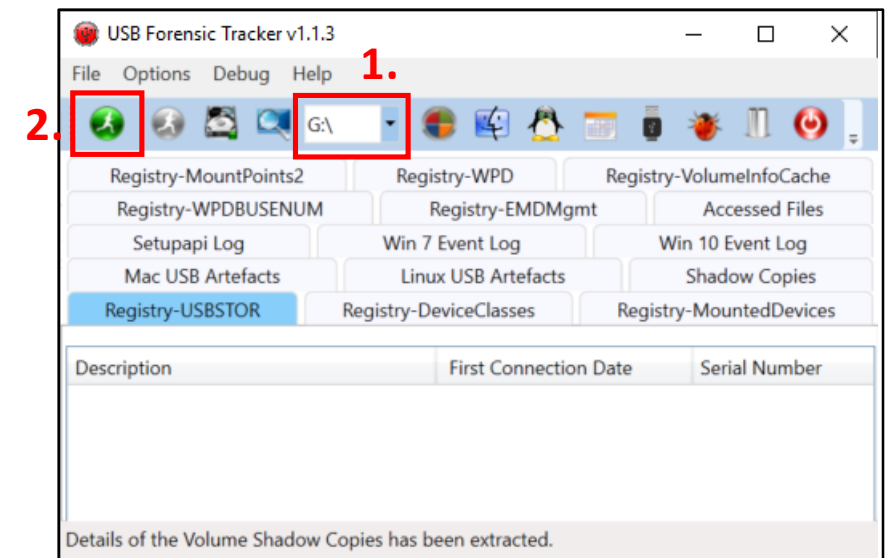 USB Forensic Tracker v1.1.3
File Options Debug Help 1.
2. G:\
Registry-MountPoints2 Registry-WPD Registry-VolumeInfoCache
Registry-WPDBUSENUM Registry-EMDMgmt Accessed Files
Setupapi Log Win 7 Event Log Win 10 Event Log
Mac USB Artefacts Linux USB Artefacts Shadow Copies
Registry-USBSTOR Registry-DeviceClasses Registry-MountedDevices
Description First Connection Date Serial Number
Details of the Volume Shadow Copies has been extracted.